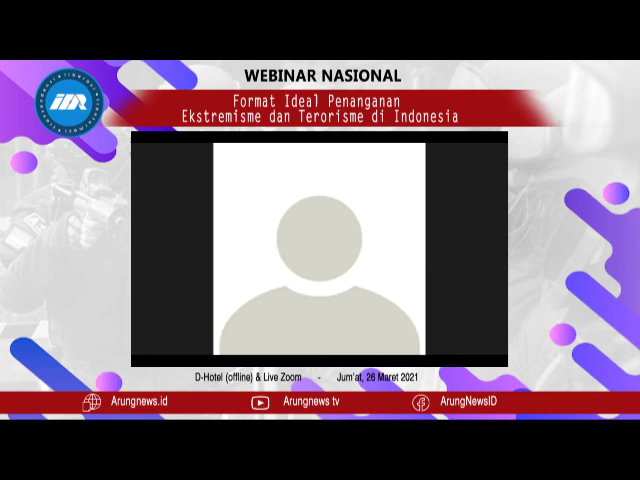 WEBINAR NASIONAL
Format Ideal Penanganan
Ekstremisme dan Terorisme di Indonesia
D-Hotel (offline) & Live Zoom - Jum'at, 26 Maret 2021
Arungnews.id
Arungnews tv
ArungNewsID